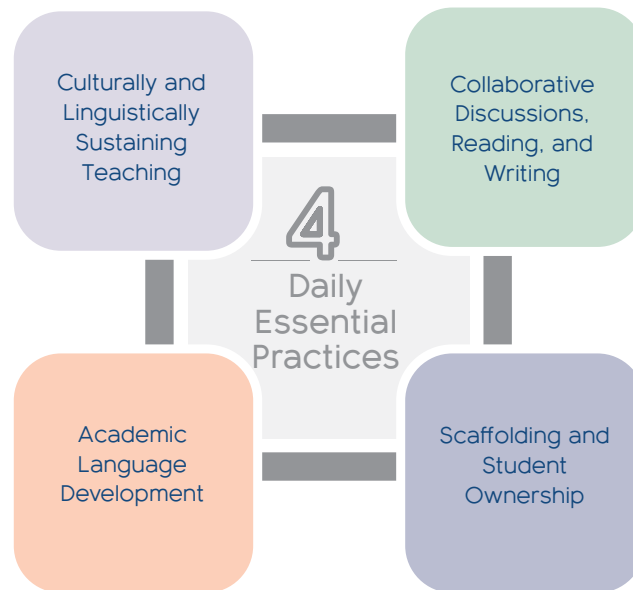 Culturally and
Linguistically
Sustaining
Teaching
Collaborative
Discussions,
Reading, and
Writing
4
Daily
Essential
Practices
Academic
Language
Development
Scaffolding and
Student
Ownership